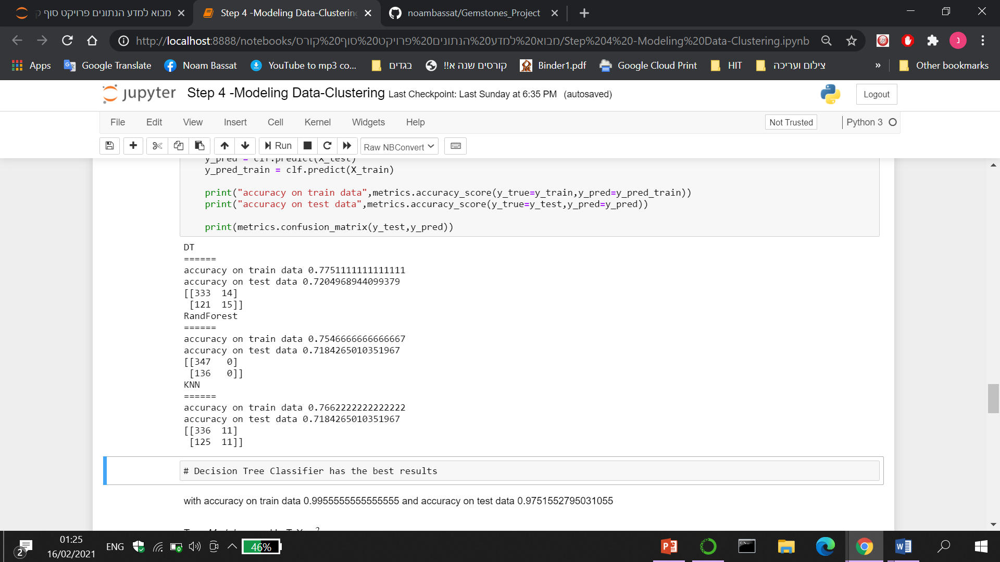 מבוא למדע הנתונים פרויקט סוף ק
Step 4 -Modeling Data-Clustering
noambassat/Gemstones_Project
http://localhost:8888/notebooks/מבוא%20למדע%20הנתונים%20פרויקט%20סוף%20קורס/Step%204%20-Modeling%20Data-Clustering.ipynb
נ
Apps Google Translate Noam Bassat YouTube to mp3 co... בגדים קורסים שנה א!! Binder1.pdf Google Cloud Print HIT צילום ועריכה » Other bookmarks
jupyter Step 4 -Modeling Data-Clustering Last Checkpoint: Last Sunday at 6:35 PM (autosaved) Logout
File Edit View Insert Cell Kernel Widgets Help Not Trusted Python 3
Run Raw NBConvert
y_pred = clf.predict(X_test)
y_pred_train = clf.predict(X_train)
print("accuracy on train data",metrics.accuracy_score(y_true=y_train,y_pred=y_pred_train))
print("accuracy on test data",metrics.accuracy_score(y_true=y_test,y_pred=y_pred))
print(metrics.confusion_matrix(y_test,y_pred))
DT
======
accuracy on train data 0.7751111111111111
accuracy on test data 0.7204968944099379
[[333 14]
[121 15]]
RandForest
======
accuracy on train data 0.7546666666666667
accuracy on test data 0.7184265010351967
[[347 0]
[136 0]]
KNN
======
accuracy on train data 0.7662222222222222
accuracy on test data 0.7184265010351967
[[336 11]
[125 11]]
# Decision Tree Classifier has the best results
with accuracy on train data 0.9955555555555555 and accuracy on test data 0.9751552795031055
2 01:25 ENG 46%
16/02/2021